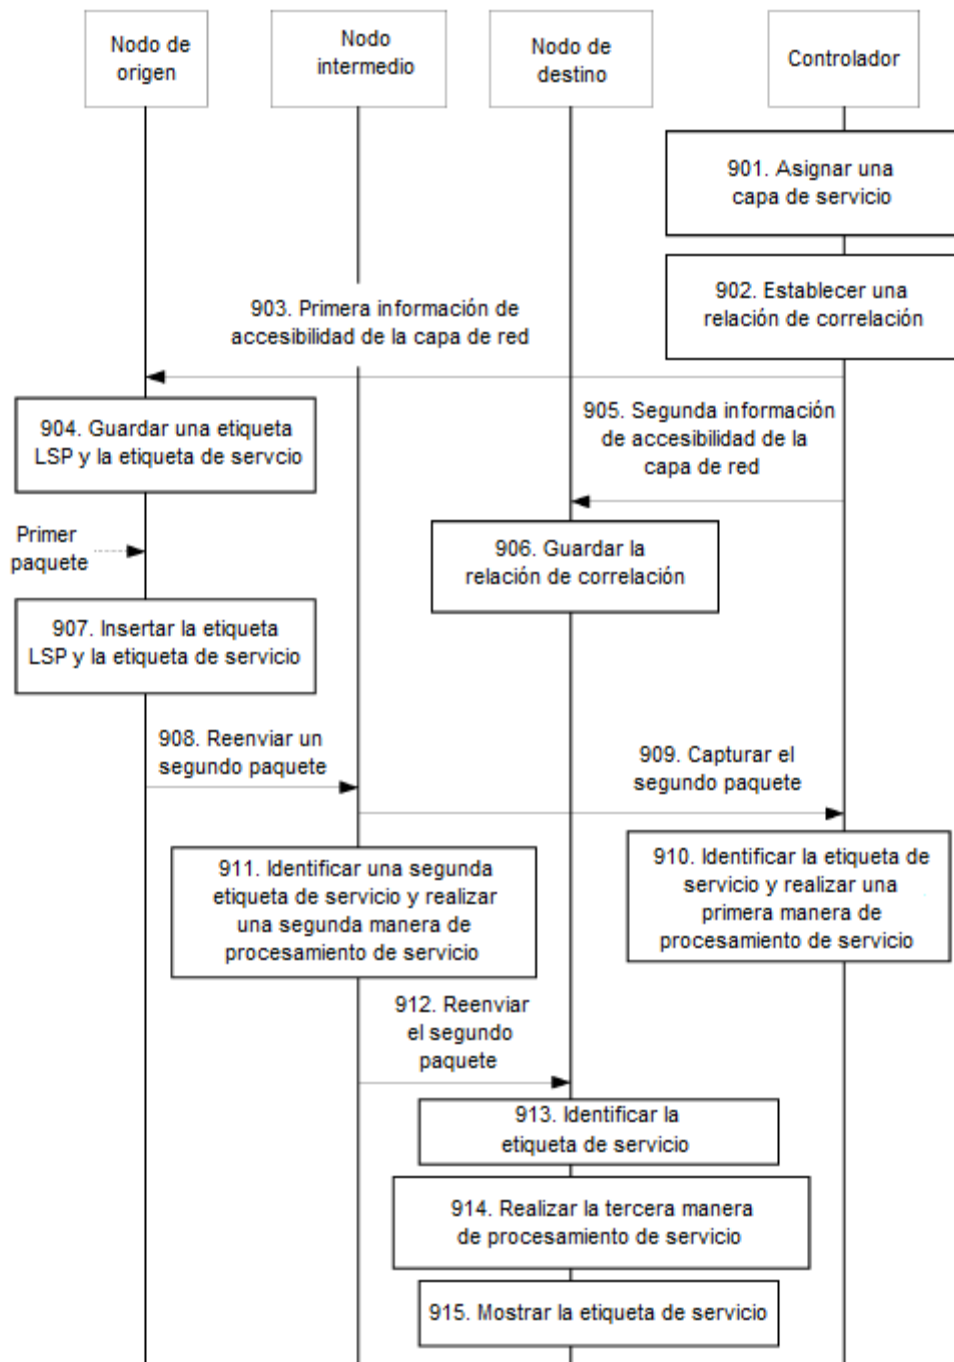 Nodo de
origen
Nodo
intermedio
Nodo de
destino
Controlador
901. Asignar una
capa de servicio
902. Establecer una
relación de correlación
903. Primera información de
accesibilidad de la capa de red
904. Guardar una etiqueta
LSP y la etiqueta de servcio
905. Segunda información
de accesibilidad de la
capa de red
Primer
paquete
906. Guardar la
relación de correlación
907. Insertar la etiqueta
LSP y la etiqueta de servicio
908. Reenviar un
segundo paquete
909. Capturar el
segundo paquete
911. Identificar una segunda
etiqueta de servicio y realizar
una segunda manera de
procesamiento de servicio
910. Identificar la etiqueta de
servicio y realizar una
primera manera de
procesamiento de servicio
912. Reenviar
el segundo
paquete
913. Identificar la
etiqueta de servicio
914. Realizar la tercera manera
de procesamiento de servicio
915. Mostrar la etiqueta de servicio